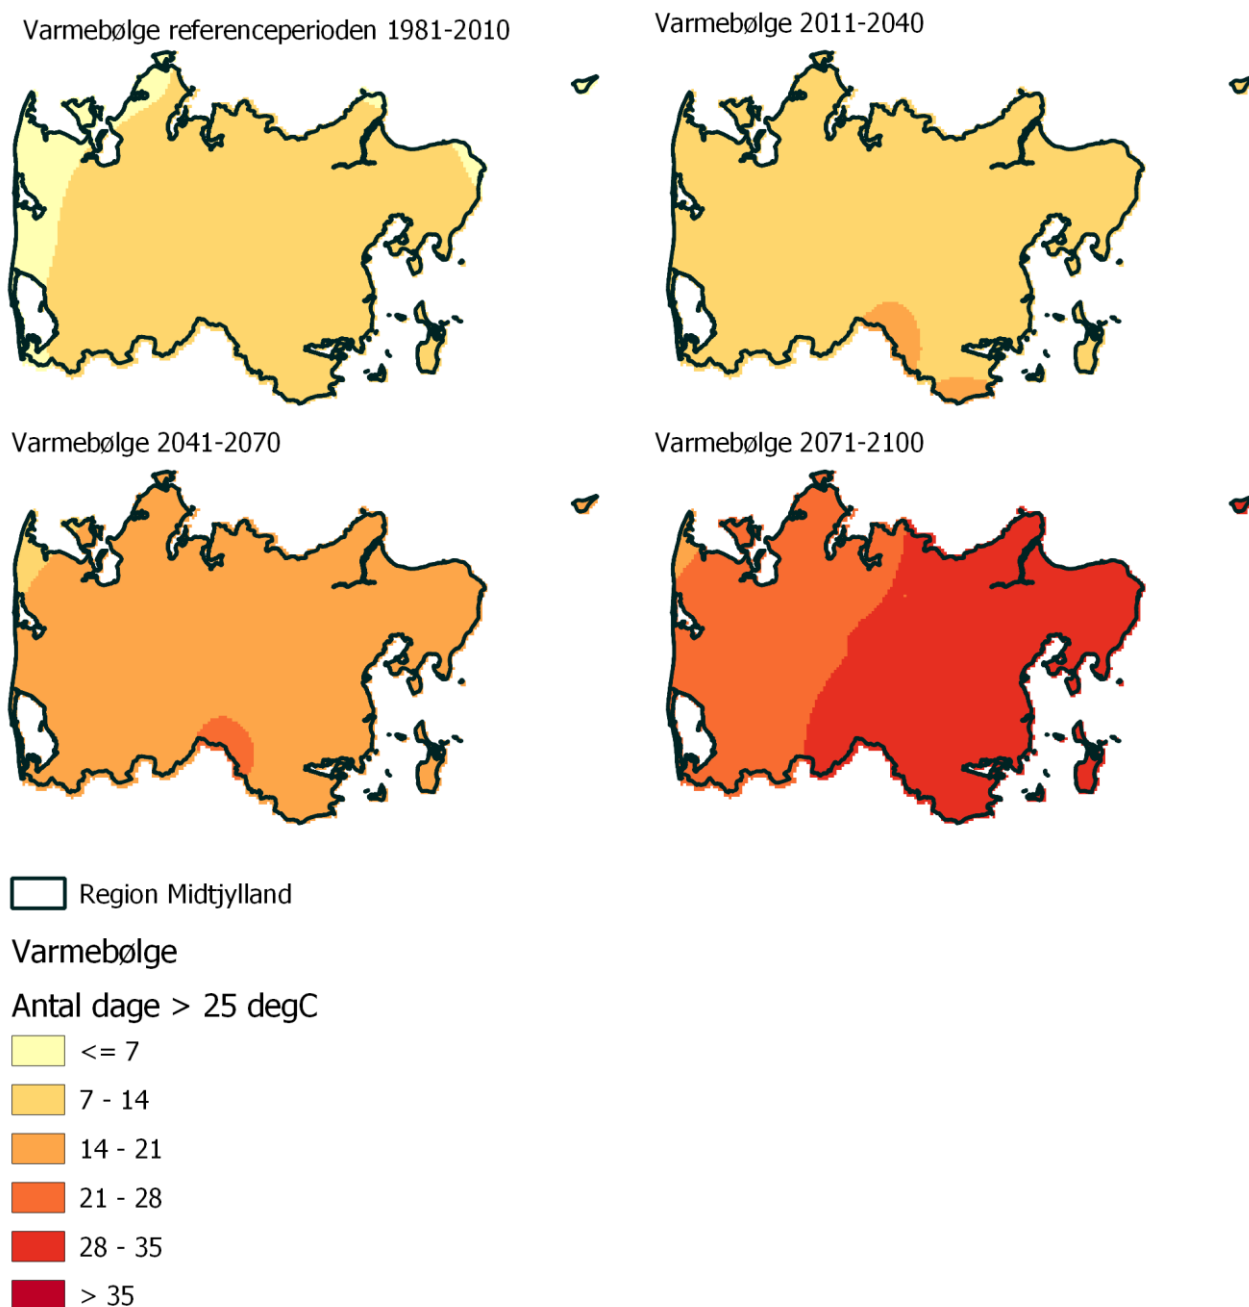 Varmebølge referenceperioden 1981-2010
Varmebølge 2011-2040
Varmebølge 2041-2070
Varmebølge 2071-2100
Region Midtjylland
Varmebølge
Antal dage > 25 degC
<= 7
7 - 14
14 - 21
21 - 28
28 - 35
> 35